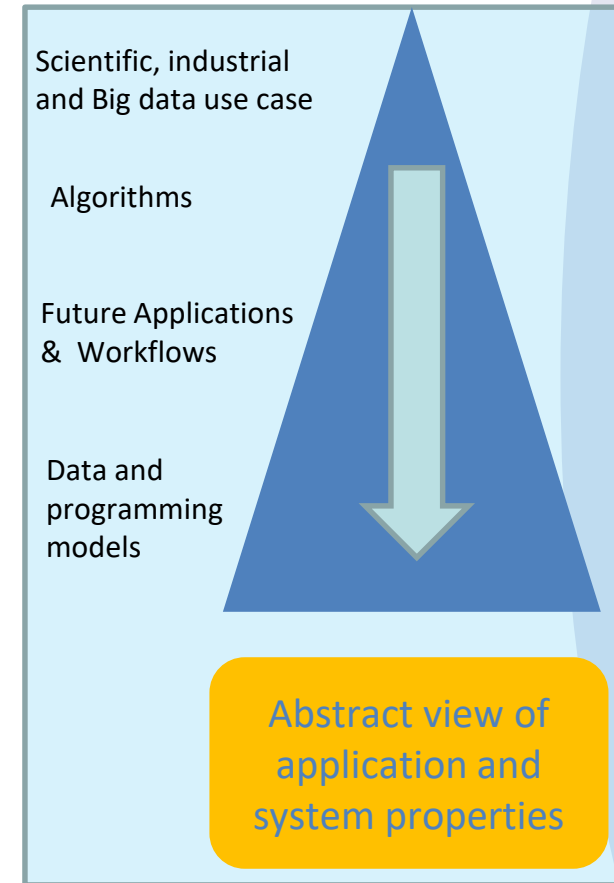 Scientific, industrial
and Big data use case
Algorithms
Future Applications
& Workflows
Data and
programming
models
Abstract view of
application and
system properties